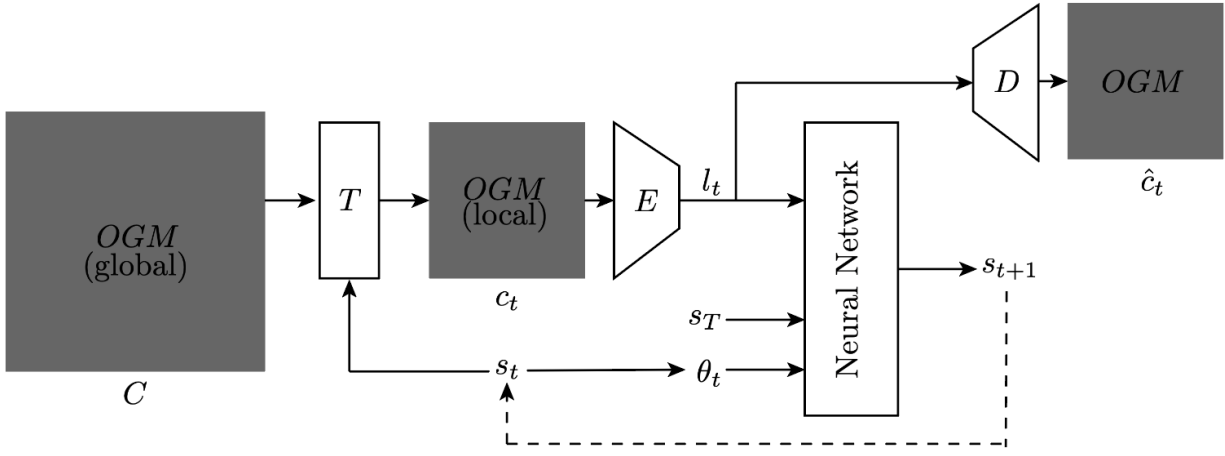 D
OGM
ĉ_t
OGM
(global)
C
T
OGM
(local)
c_t
E
l_t
Neural Network
s_T
s_t
θ_t
s_{t+1}